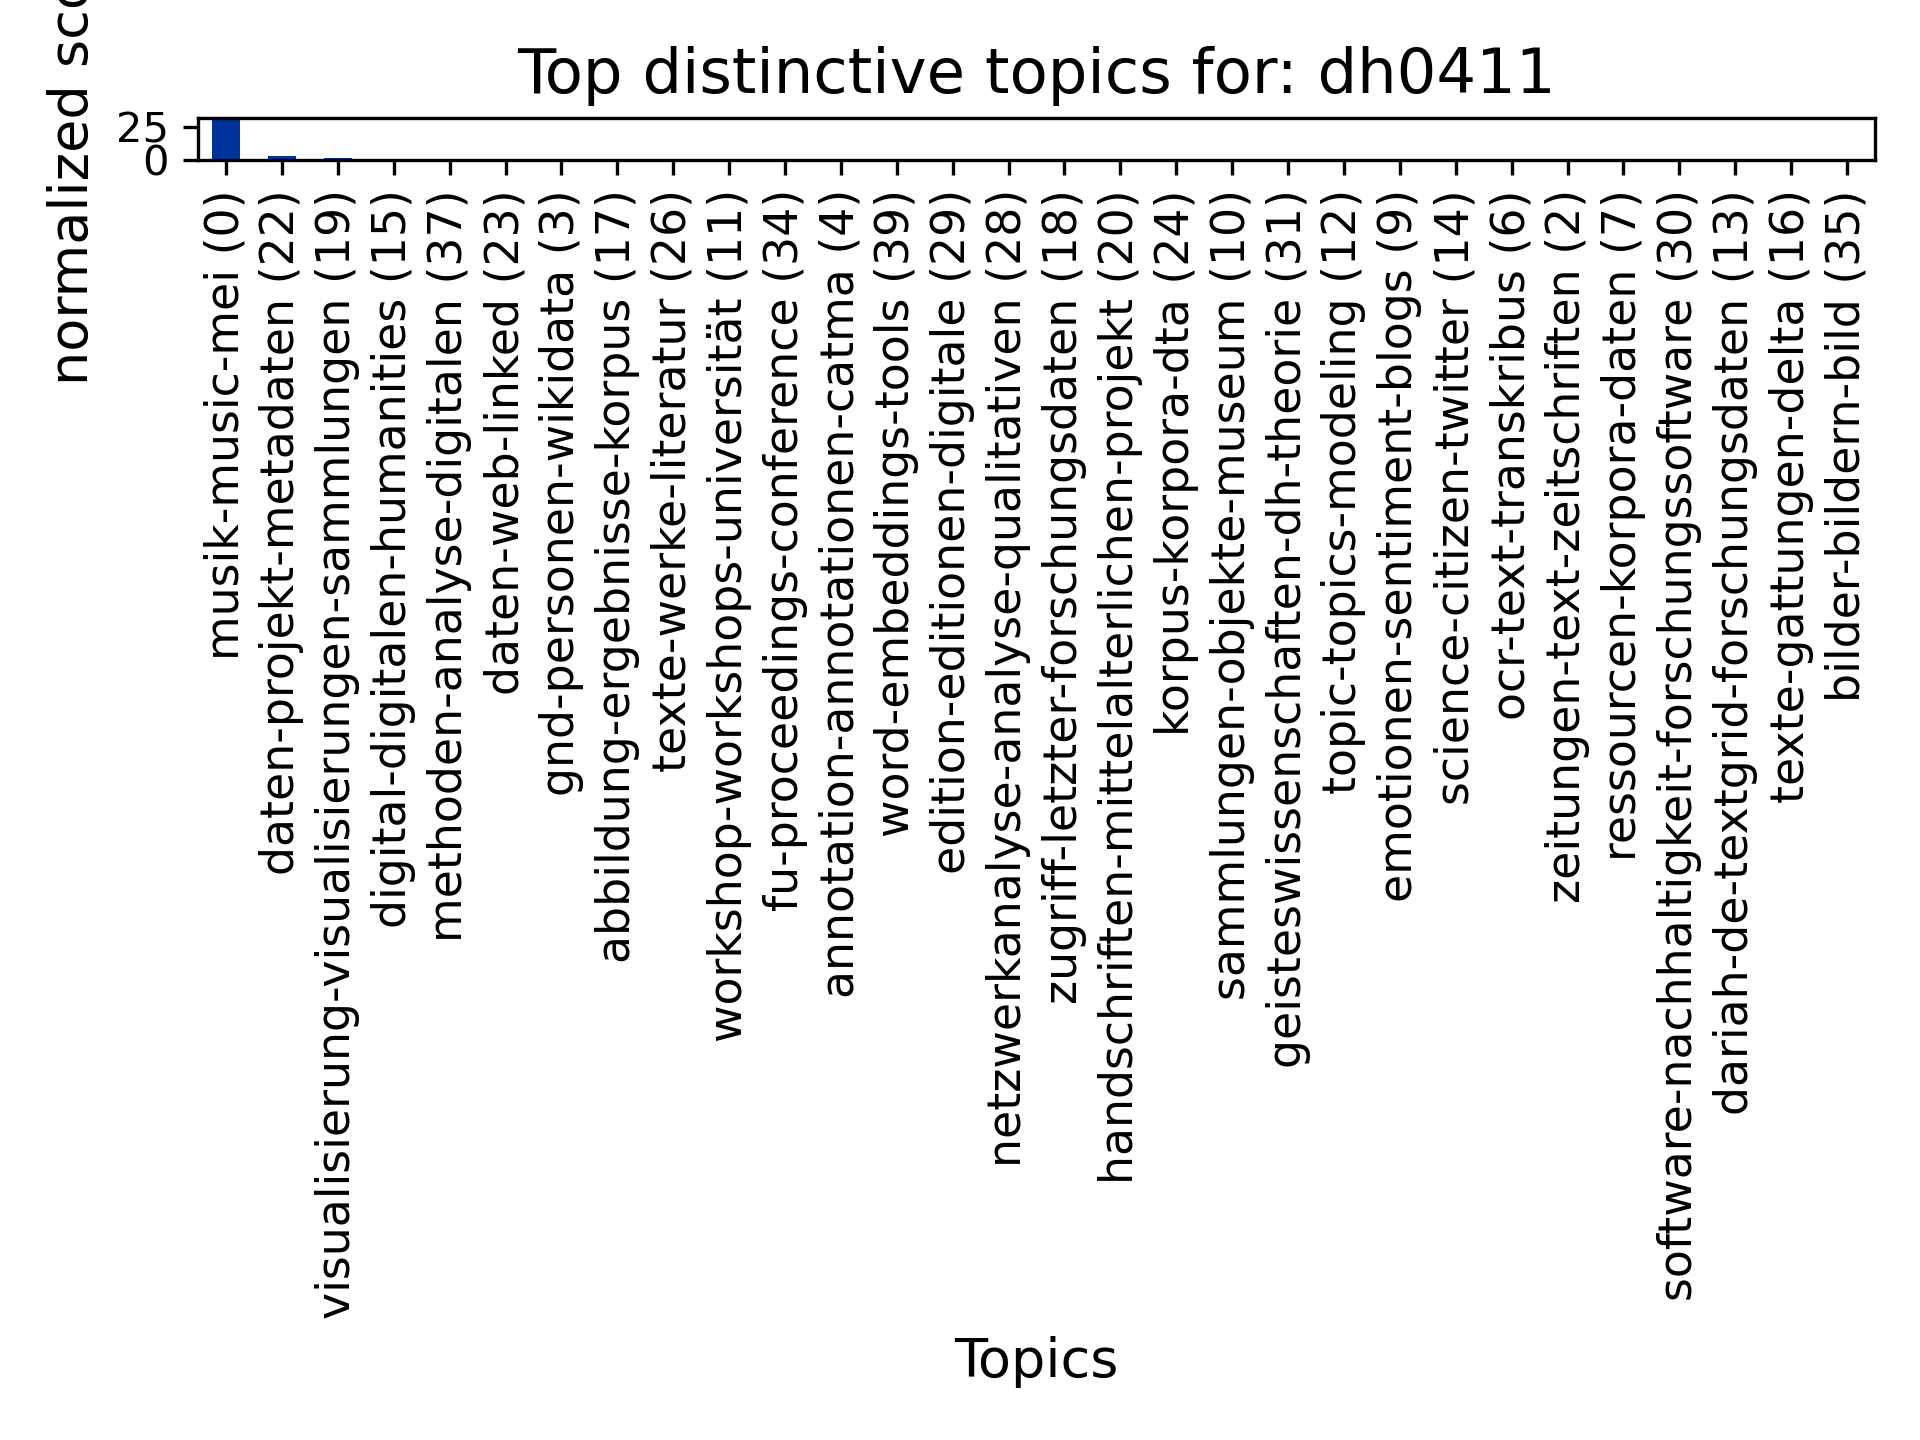 Top distinctive topics for: dh0411
normalized sco
25
0
musik-music-mei (0)
daten-projekt-metadaten (22)
visualisierung-visualisierungen-sammlungen (19)
digital-digitalen-humanities (15)
methoden-analyse-digitalen (37)
daten-web-linked (23)
gnd-personen-wikidata (3)
abbildung-ergebnisse-korpus (17)
texte-werke-literatur (26)
workshop-workshops-universität (11)
fu-proceedings-conference (34)
annotation-annotationen-catma (4)
word-embeddings-tools (39)
edition-editionen-digitale (29)
netzwerkanalyse-analyse-qualitativen (28)
zugriff-letzter-forschungsdaten (18)
handschriften-mittelalterlichen-projekt (20)
korpus-korpora-dta (24)
sammlungen-objekte-museum (10)
geisteswissenschaften-dh-theorie (31)
topic-topics-modeling (12)
emotionen-sentiment-blogs (9)
science-citizen-twitter (14)
ocr-text-transkribus (6)
zeitungen-text-zeitschriften (2)
ressourcen-korpora-daten (7)
software-nachhaltigkeit-forschungssoftware (30)
dariah-de-textgrid-forschungsdaten (13)
texte-gattungen-delta (16)
bilder-bildern-bild (35)
Topics